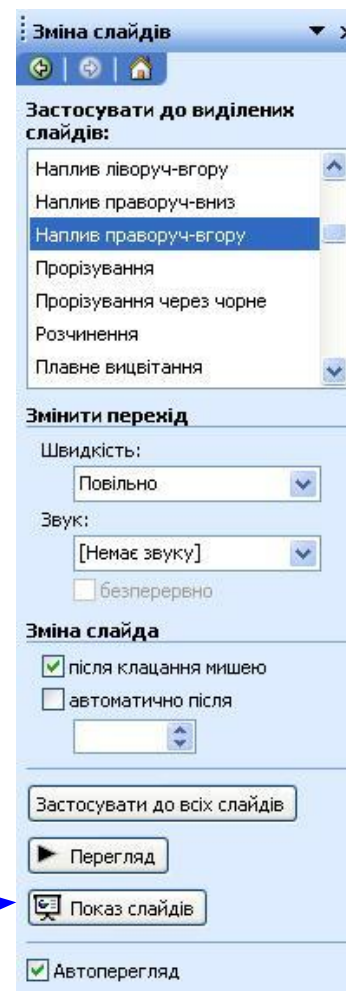 Зміна слайдів
Застосувати до виділених
слайдів:
Наплив ліворуч-вгору
Наплив праворуч-вниз
Наплив праворуч-вгору
Прорізування
Прорізування через чорне
Розчинення
Плавне вицвітання
Змінити перехід
Швидкість:
Повільно
Звук:
[Немає звуку]
безперервно
Зміна слайда
після клацання мишею
автоматично після
Застосувати до всіх слайдів
Перегляд
Показ слайдів
Автоперегляд